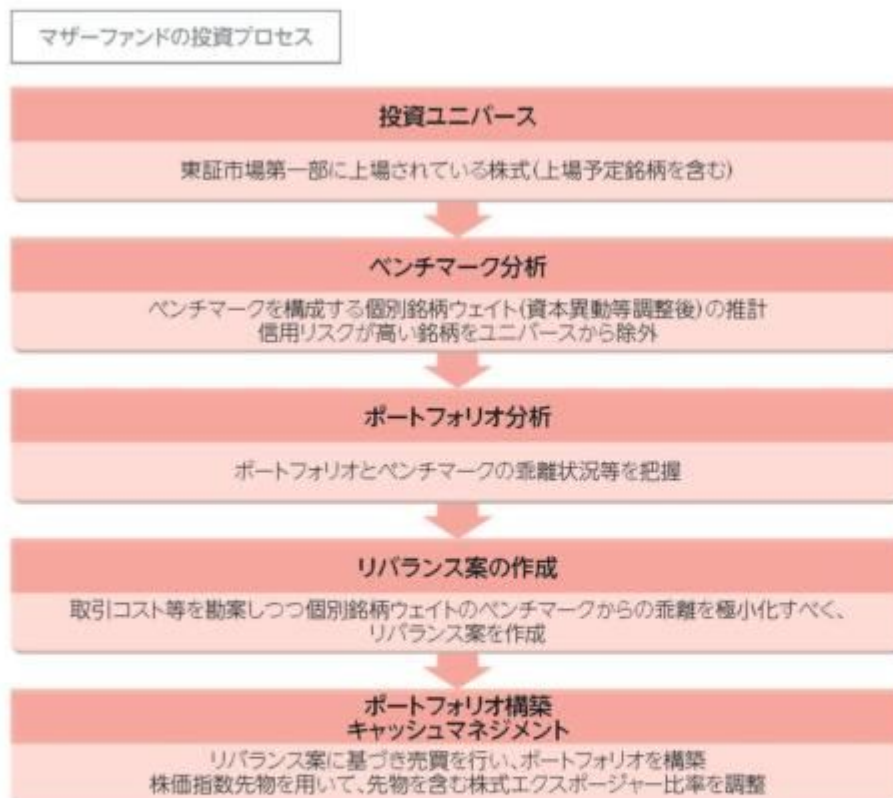 マザーファンドの投資プロセス
投資ユニバース
東証市場第一部に上場されている株式(上場予定銘柄を含む)
ベンチマーク分析
ベンチマークを構成する個別銘柄ウェイト(資本異動等調整後)の推計
信用リスクが高い銘柄をユニバースから除外
ポートフォリオ分析
ポートフォリオとベンチマークの乖離状況等を把握
リバランス案の作成
取引コスト等を勘案しつつ個別銘柄ウェイトのベンチマークからの乖離を極小化すべく、
リバランス案を作成
ポートフォリオ構築
キャッシュマネジメント
リバランス案に基づき売買を行い、ポートフォリオを構築
株価指数先物を用いて、先物を含む株式エクスポージャー比率を調整